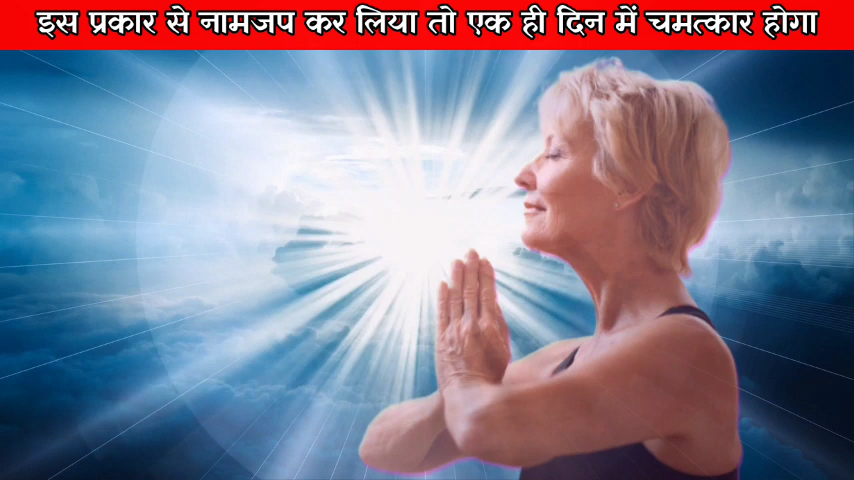 इस प्रकार से नामजप कर लिया तो एक ही दिन में चमत्कार होगा